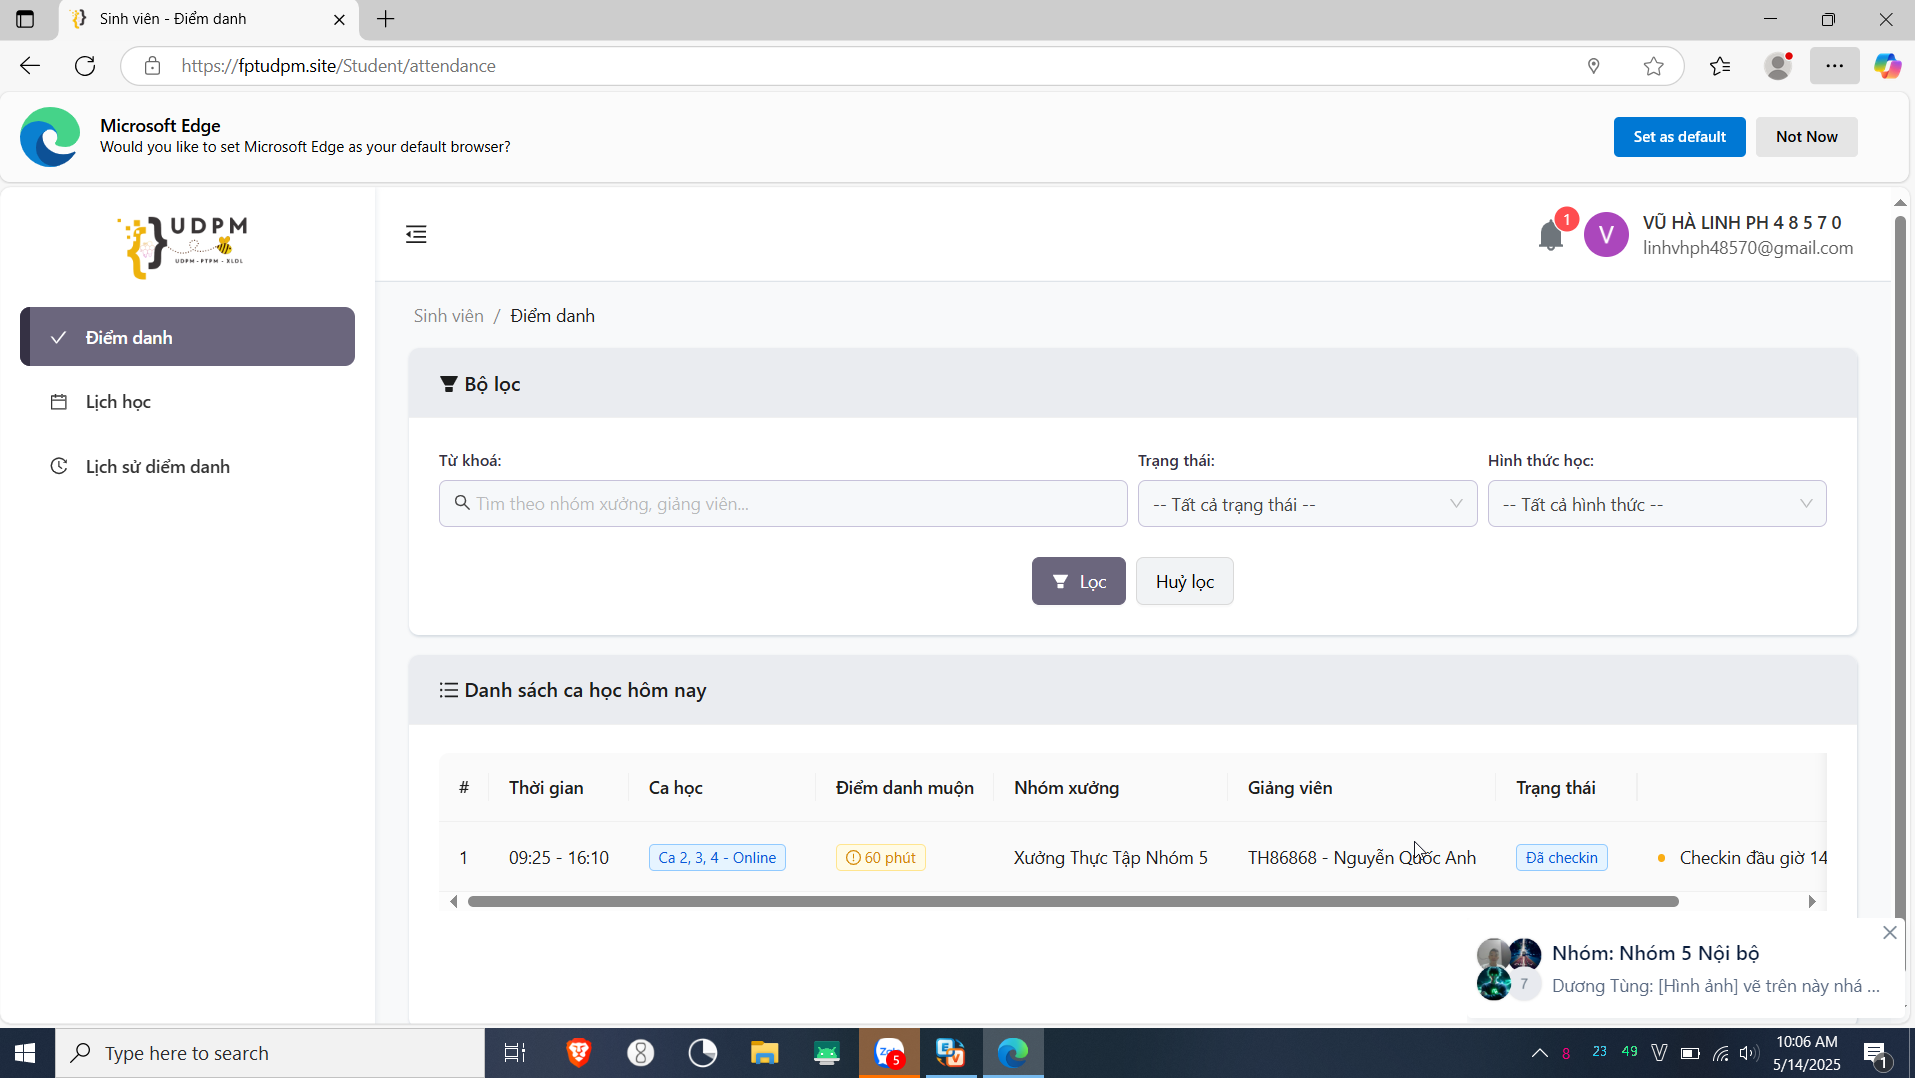 Sinh viên - Điểm danh
https://fptudpm.site/Student/attendance
Microsoft Edge
Would you like to set Microsoft Edge as your default browser?
Set as default
Not Now
UDPM
UDPM - PTPM - XLDL
1
V
VŨ HÀ LINH PH 4 8 5 7 0
linhvhph48570@gmail.com
Điểm danh
Lịch học
Lịch sử điểm danh
Sinh viên / Điểm danh
Bộ lọc
Từ khoá:
Trạng thái:
Hình thức học:
Tìm theo nhóm xưởng, giảng viên...
-- Tất cả trạng thái --
-- Tất cả hình thức --
Lọc
Huỷ lọc
Danh sách ca học hôm nay
# Thời gian Ca học Điểm danh muộn Nhóm xưởng Giảng viên Trạng thái
1 09:25 - 16:10 Ca 2, 3, 4 - Online 60 phút Xưởng Thực Tập Nhóm 5 TH86868 - Nguyễn Quốc Anh Đã checkin Checkin đầu giờ 14
Nhóm: Nhóm 5 Nội bộ
7
Dương Tùng: [Hình ảnh] vẽ trên này nhá ...
Type here to search
5
8
23
49
10:06 AM
5/14/2025
1